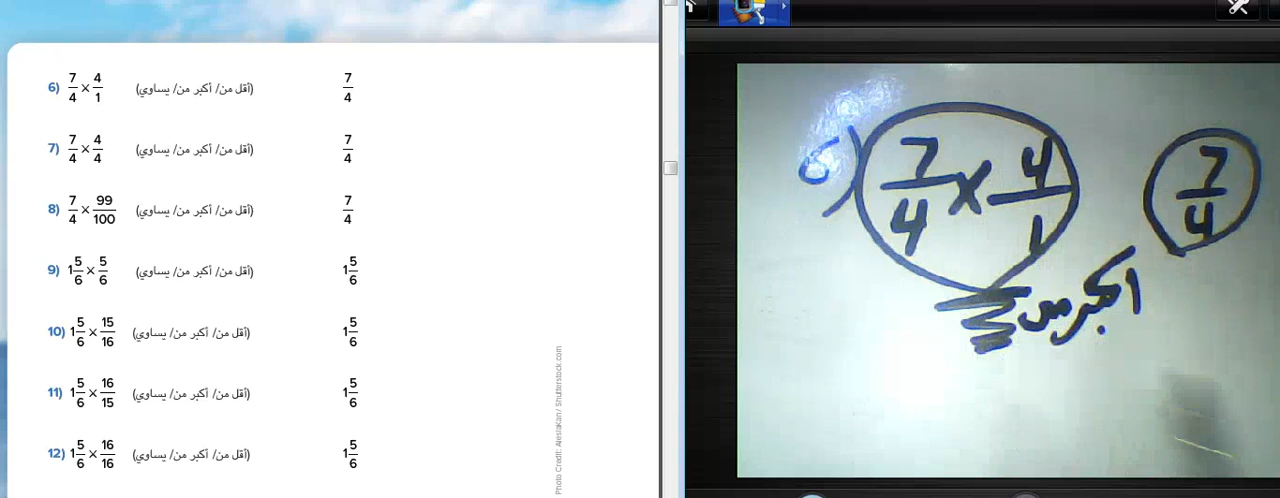 6) 7/4 × 4/1 (أقل من/ أكبر من/ يساوي) 7/4
7) 7/4 × 4/4 (أقل من/ أكبر من/ يساوي) 7/4
8) 7/4 × 99/100 (أقل من/ أكبر من/ يساوي) 7/4
9) 1 5/6 × 5/6 (أقل من/ أكبر من/ يساوي) 1 5/6
10) 1 5/6 × 15/16 (أقل من/ أكبر من/ يساوي) 1 5/6
11) 1 5/6 × 16/15 (أقل من/ أكبر من/ يساوي) 1 5/6
12) 1 5/6 × 16/16 (أقل من/ أكبر من/ يساوي) 1 5/6
Photo Credit: AlesiaKan / Shutterstock.com
6) 7/4 × 4/1 7/4
اكبر من